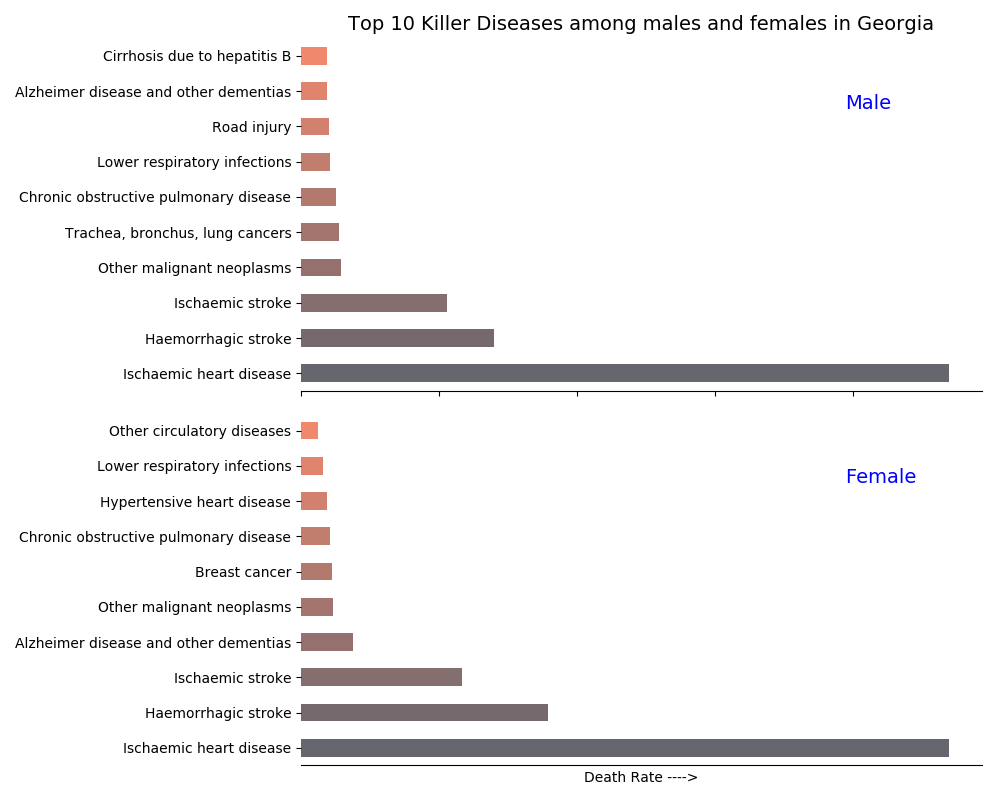 Top 10 Killer Diseases among males and females in Georgia
Cirrhosis due to hepatitis B
Alzheimer disease and other dementias
Male
Road injury
Lower respiratory infections
Chronic obstructive pulmonary disease
Trachea, bronchus, lung cancers
Other malignant neoplasms
Ischaemic stroke
Haemorrhagic stroke
Ischaemic heart disease
Other circulatory diseases
Lower respiratory infections
Female
Hypertensive heart disease
Chronic obstructive pulmonary disease
Breast cancer
Other malignant neoplasms
Alzheimer disease and other dementias
Ischaemic stroke
Haemorrhagic stroke
Ischaemic heart disease
Death Rate ---->